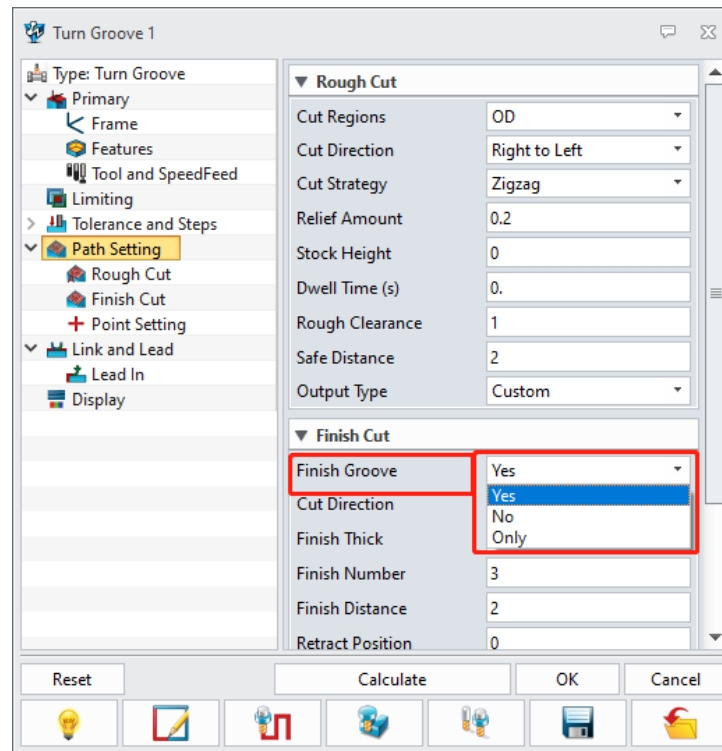 Turn Groove 1
Type: Turn Groove
Primary
Frame
Features
Tool and SpeedFeed
Limiting
Tolerance and Steps
Path Setting
Rough Cut
Finish Cut
Point Setting
Link and Lead
Lead In
Display
Rough Cut
Cut Regions OD
Cut Direction Right to Left
Cut Strategy Zigzag
Relief Amount 0.2
Stock Height 0
Dwell Time (s) 0.
Rough Clearance 1
Safe Distance 2
Output Type Custom
Finish Cut
Finish Groove Yes
Yes
Cut Direction No
Finish Thick Only
Finish Number 3
Finish Distance 2
Retract Position 0
Reset Calculate OK Cancel